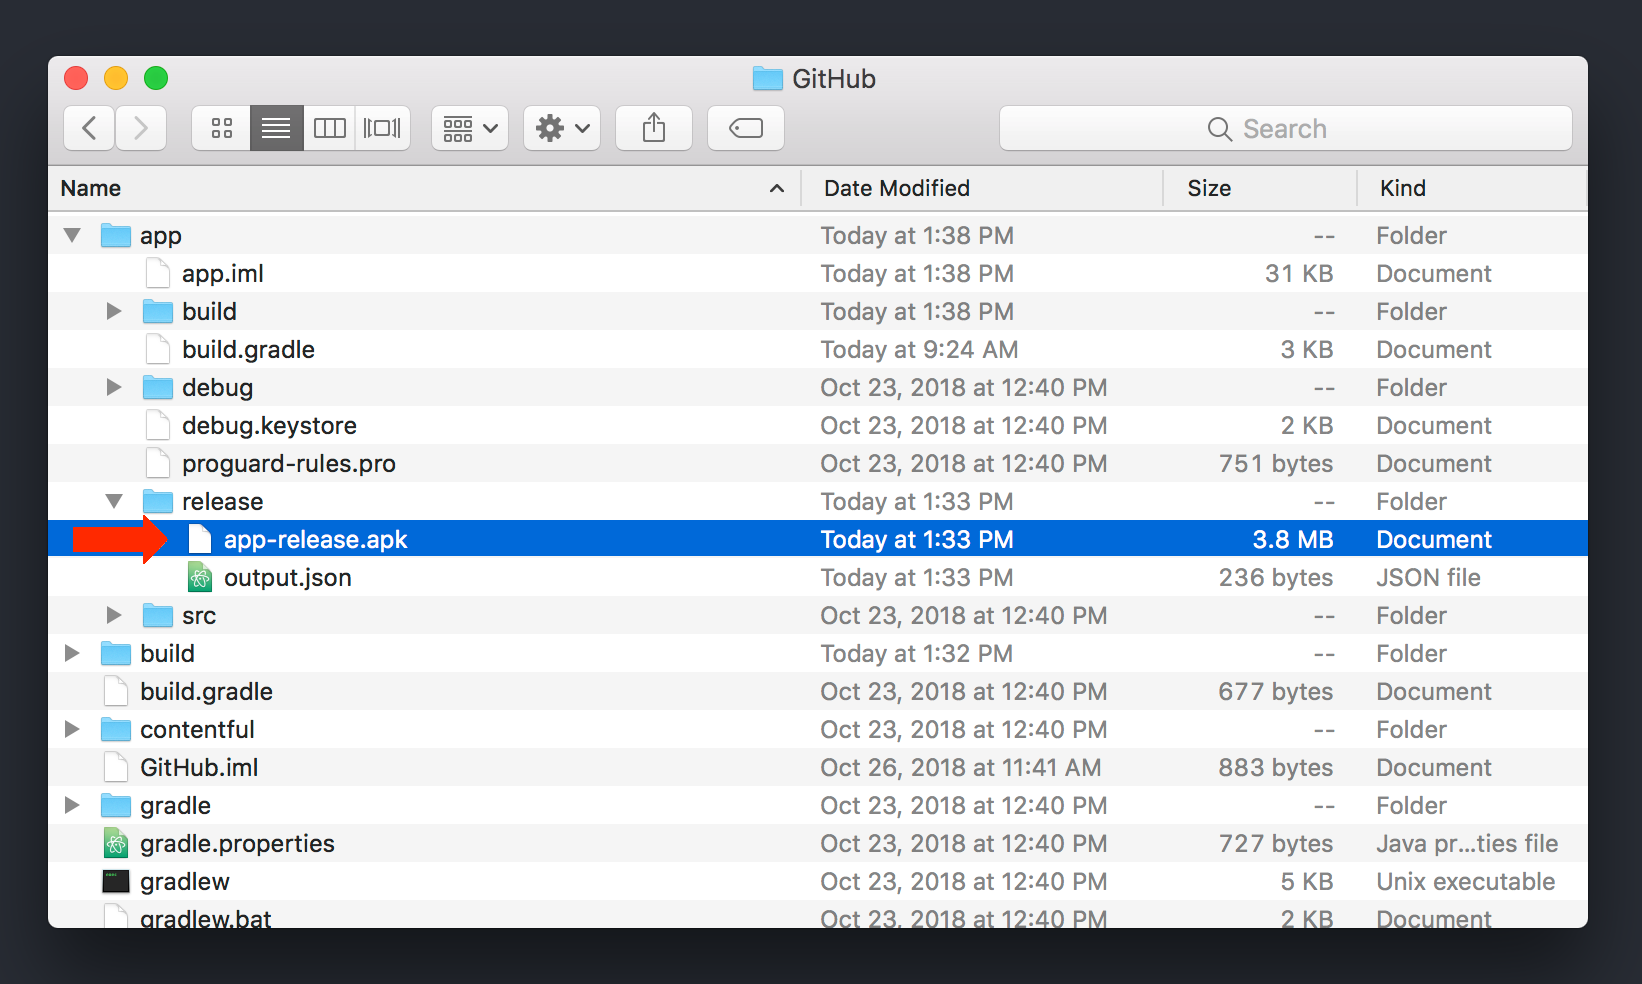 GitHub
Search
Name Date Modified Size Kind
app Today at 1:38 PM -- Folder
app.iml Today at 1:38 PM 31 KB Document
build Today at 1:38 PM -- Folder
build.gradle Today at 9:24 AM 3 KB Document
debug Oct 23, 2018 at 12:40 PM -- Folder
debug.keystore Oct 23, 2018 at 12:40 PM 2 KB Document
proguard-rules.pro Oct 23, 2018 at 12:40 PM 751 bytes Document
release Today at 1:33 PM -- Folder
app-release.apk Today at 1:33 PM 3.8 MB Document
output.json Today at 1:33 PM 236 bytes JSON file
src Oct 23, 2018 at 12:40 PM -- Folder
build Today at 1:32 PM -- Folder
build.gradle Oct 23, 2018 at 12:40 PM 677 bytes Document
contentful Oct 23, 2018 at 12:40 PM -- Folder
GitHub.iml Oct 26, 2018 at 11:41 AM 883 bytes Document
gradle Oct 23, 2018 at 12:40 PM -- Folder
gradle.properties Oct 23, 2018 at 12:40 PM 727 bytes Java pr...ties file
gradlew Oct 23, 2018 at 12:40 PM 5 KB Unix executable
gradlew.bat Oct 23, 2018 at 12:40 PM 2 KB Document